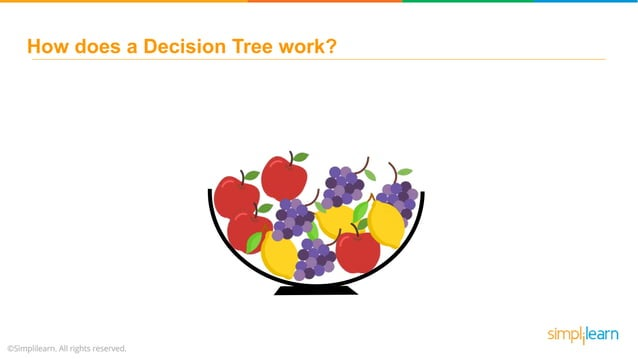 How does a Decision Tree work?
simplilearn
©Simplilearn. All rights reserved.